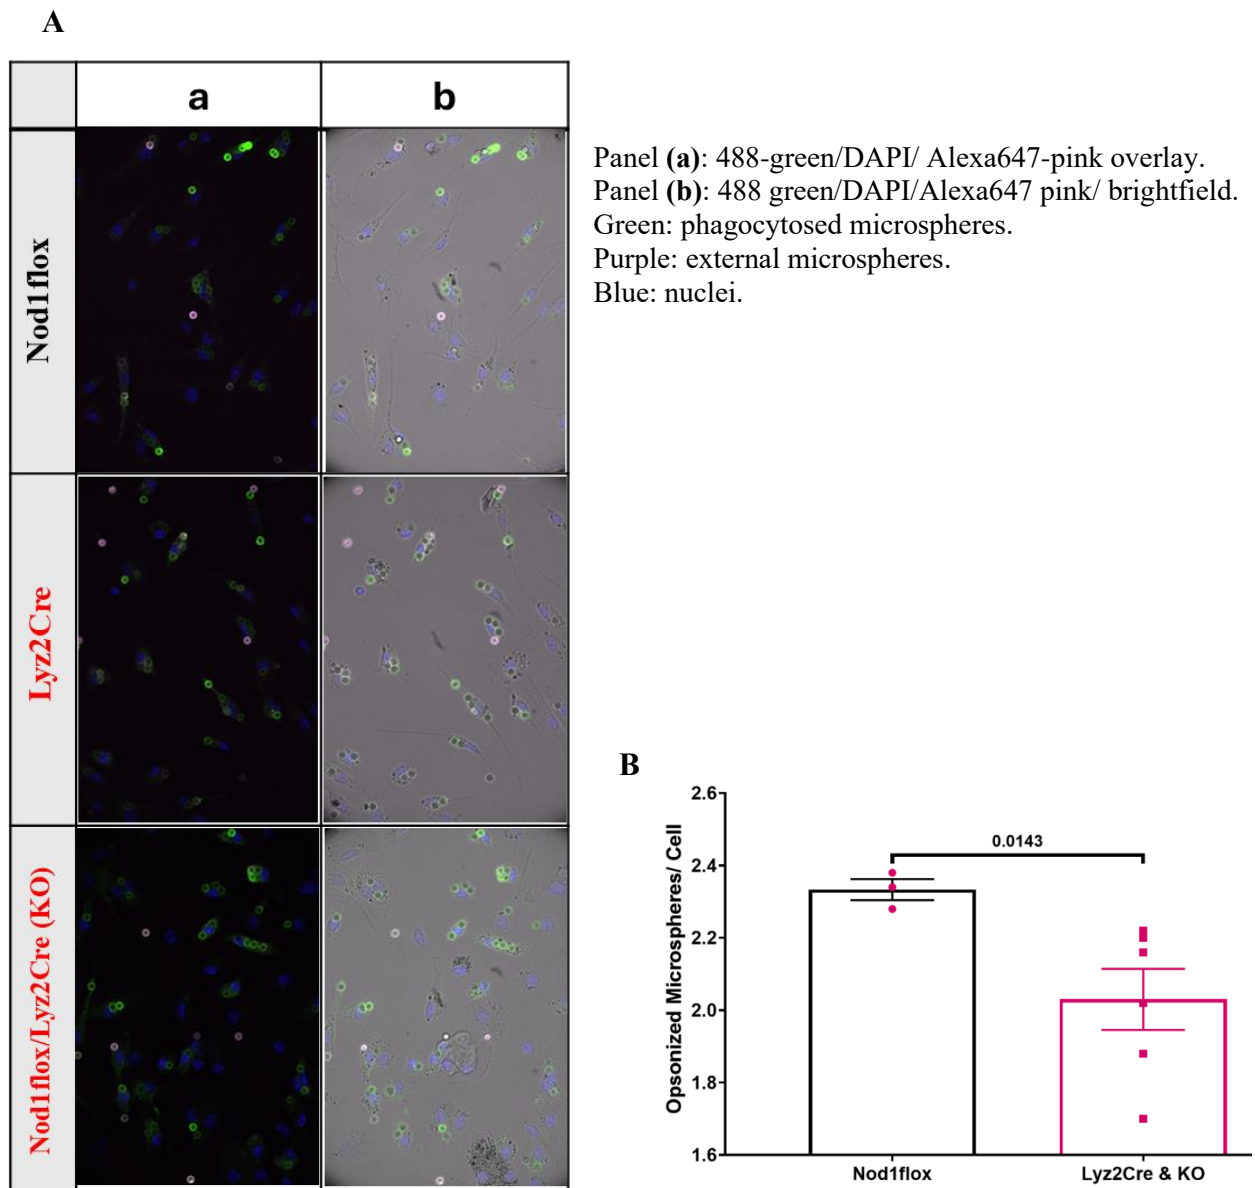 A
a
b
Nod1flox
Lyz2Cre
Nod1flox/Lyz2Cre (KO)
Panel (a): 488-green/DAPI/ Alexa647-pink overlay.
Panel (b): 488 green/DAPI/Alexa647 pink/ brightfield.
Green: phagocytosed microspheres.
Purple: external microspheres.
Blue: nuclei.
B
Opsonized Microspheres/ Cell
2.6
2.4
2.2
2.0
1.8
1.6
0.0143
Nod1flox
Lyz2Cre & KO